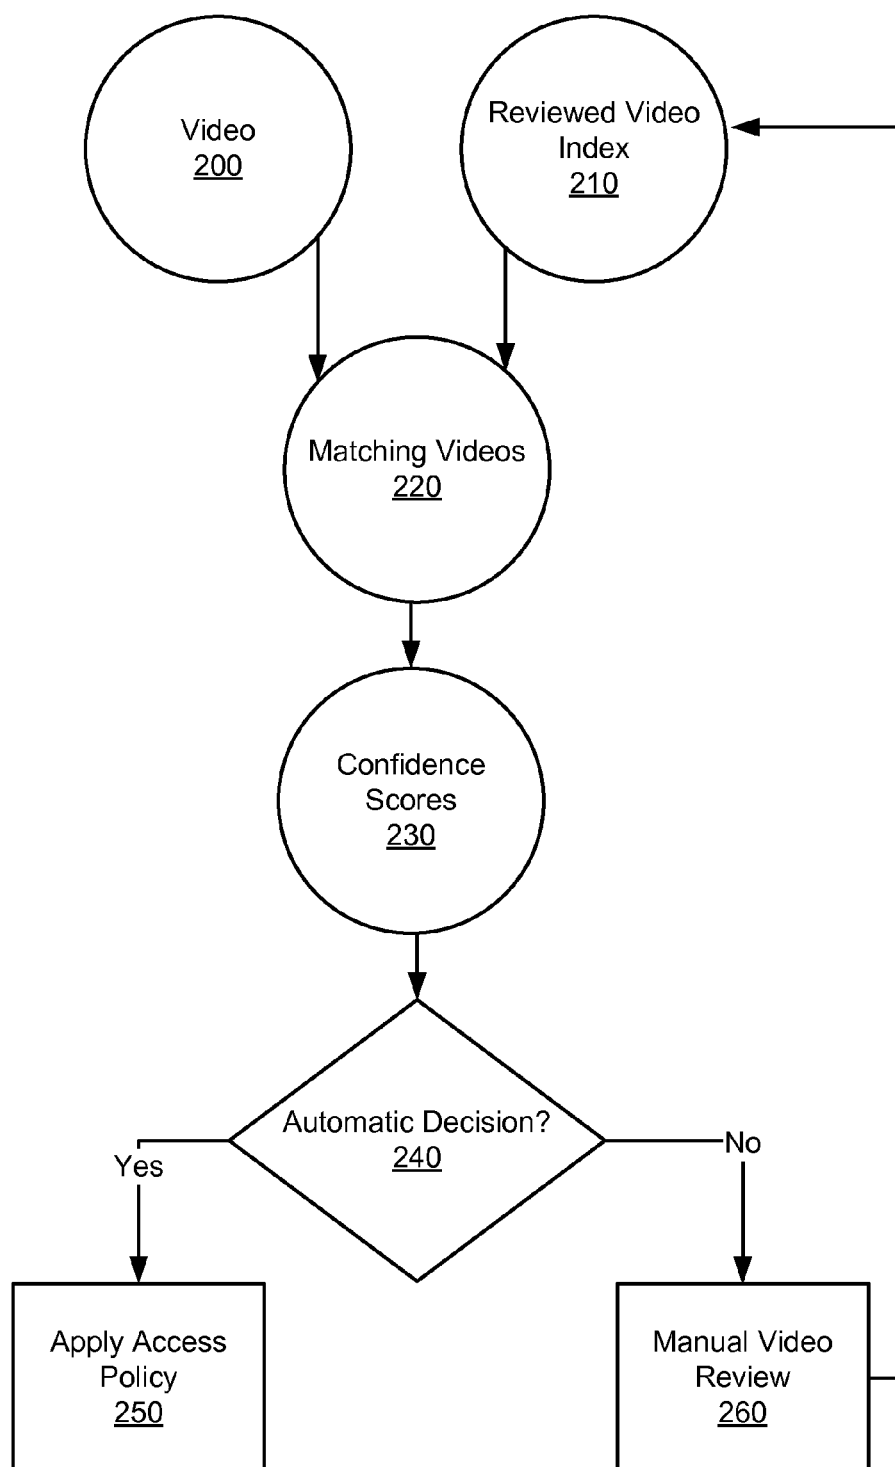 Video
200
Reviewed Video
Index
210
Matching Videos
220
Confidence
Scores
230
Automatic Decision?
240
Yes
No
Apply Access
Policy
250
Manual Video
Review
260